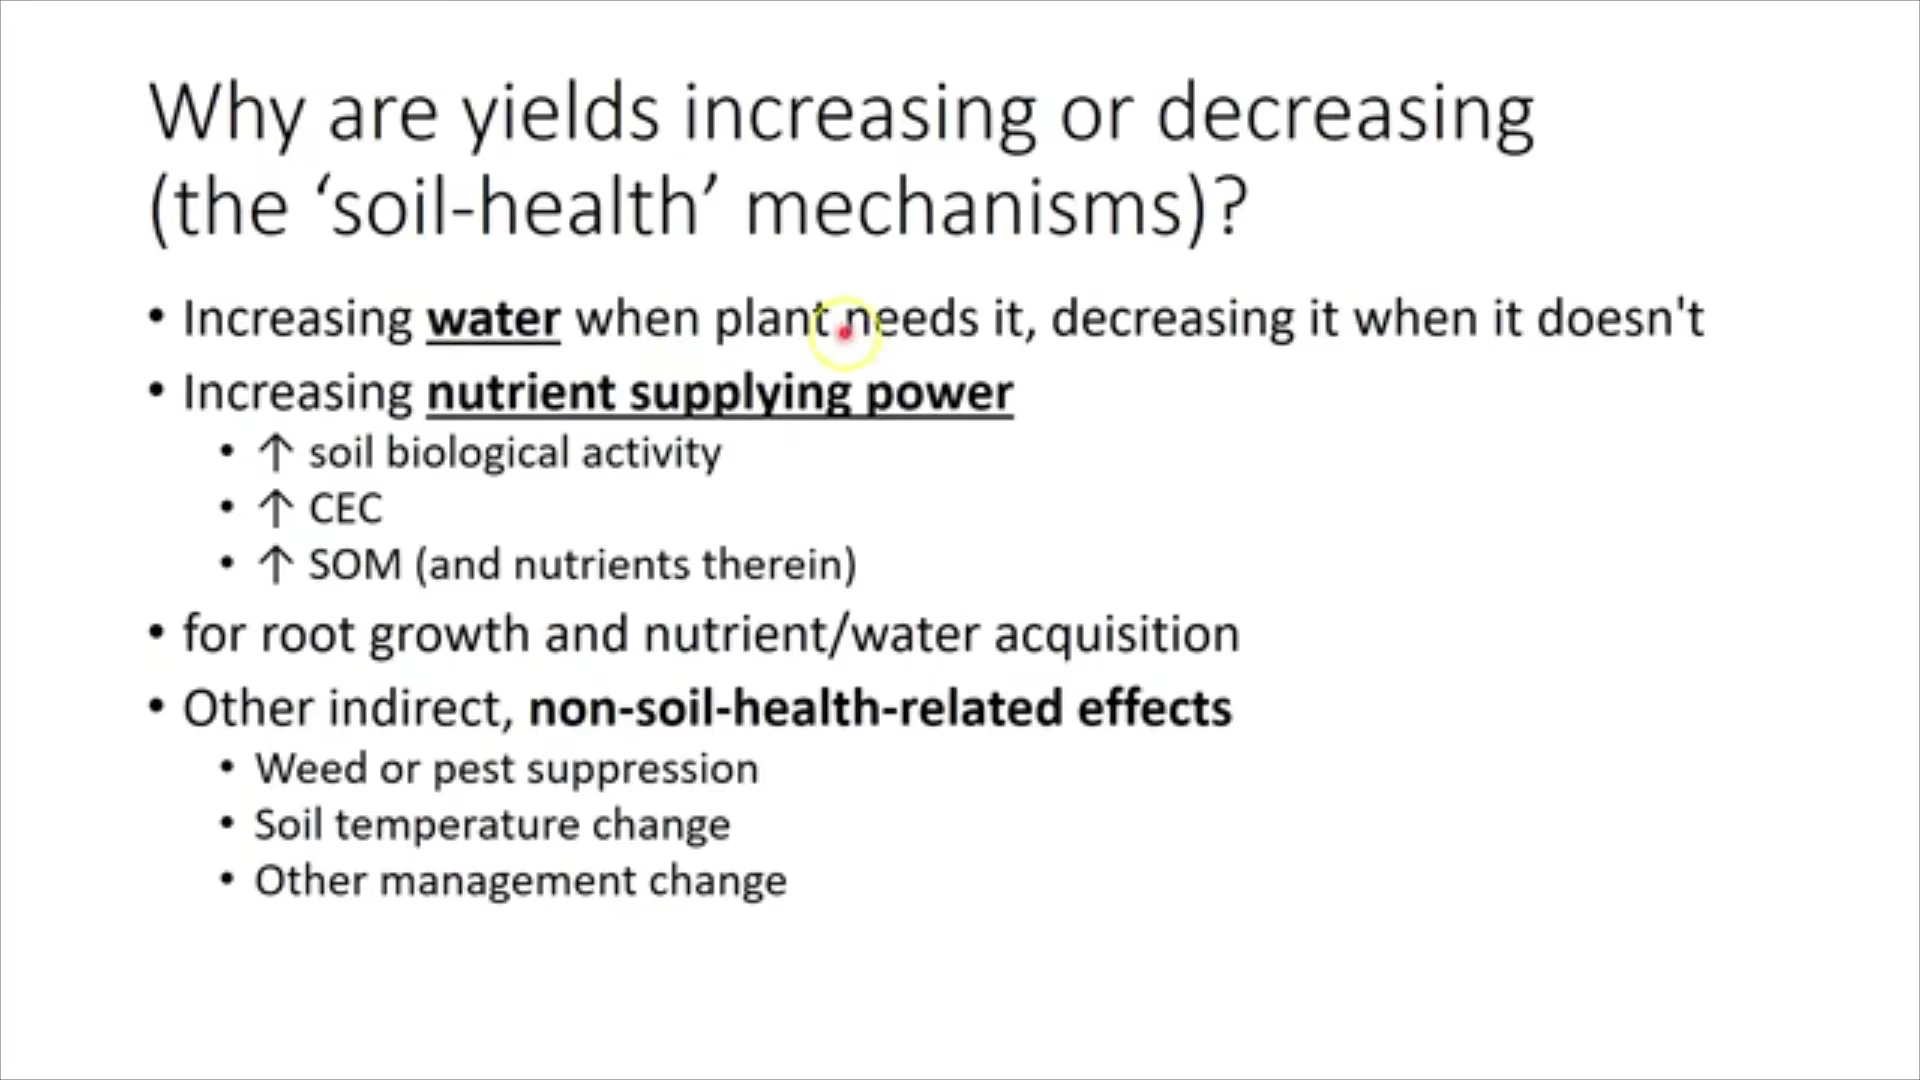 Why are yields increasing or decreasing
(the ‘soil-health’ mechanisms)?
• Increasing water when plant needs it, decreasing it when it doesn't
• Increasing nutrient supplying power
• ↑ soil biological activity
• ↑ CEC
• ↑ SOM (and nutrients therein)
• for root growth and nutrient/water acquisition
• Other indirect, non-soil-health-related effects
• Weed or pest suppression
• Soil temperature change
• Other management change